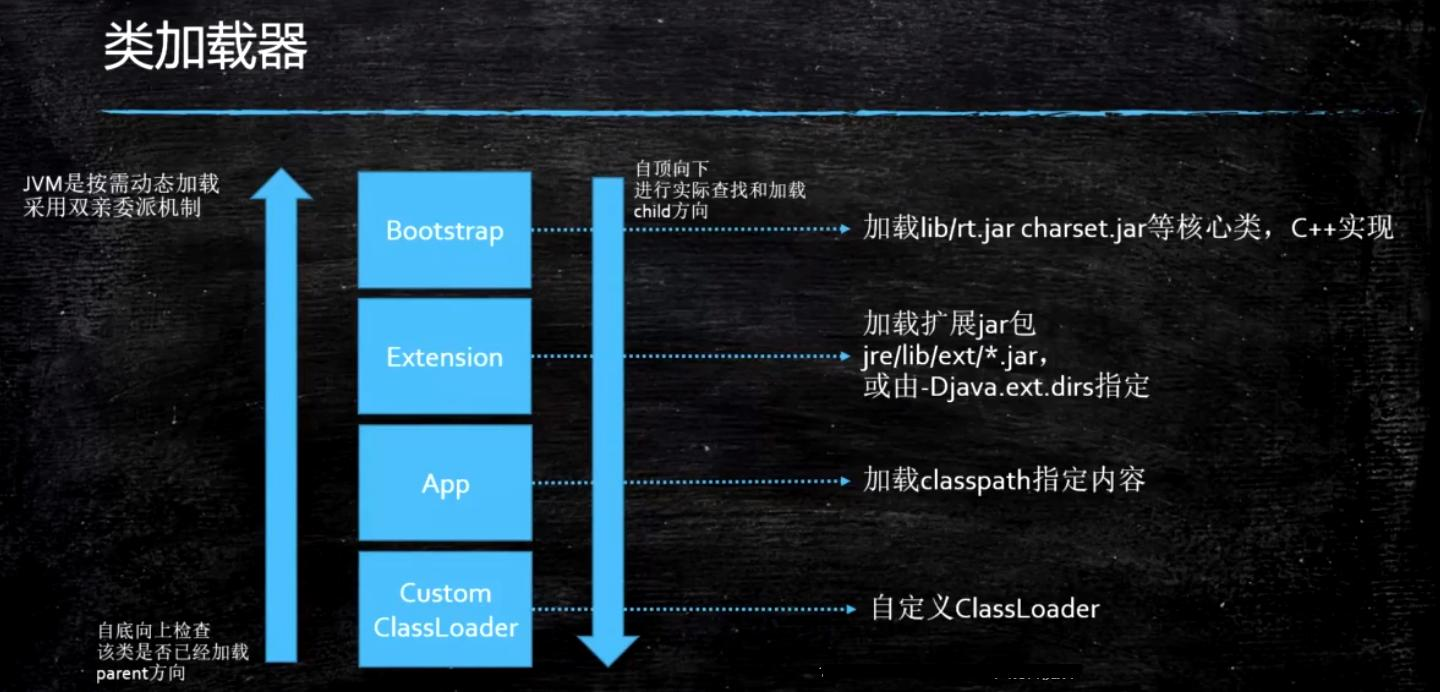 类加载器
JVM是按需动态加载
采用双亲委派机制
自顶向下
进行实际查找和加载
child方向
Bootstrap
加载lib/rt.jar charset.jar等核心类，C++实现
Extension
加载扩展jar包
jre/lib/ext/*.jar，
或由-Djava.ext.dirs指定
App
加载classpath指定内容
Custom
ClassLoader
自定义ClassLoader
自底向上检查
该类是否已经加载
parent方向